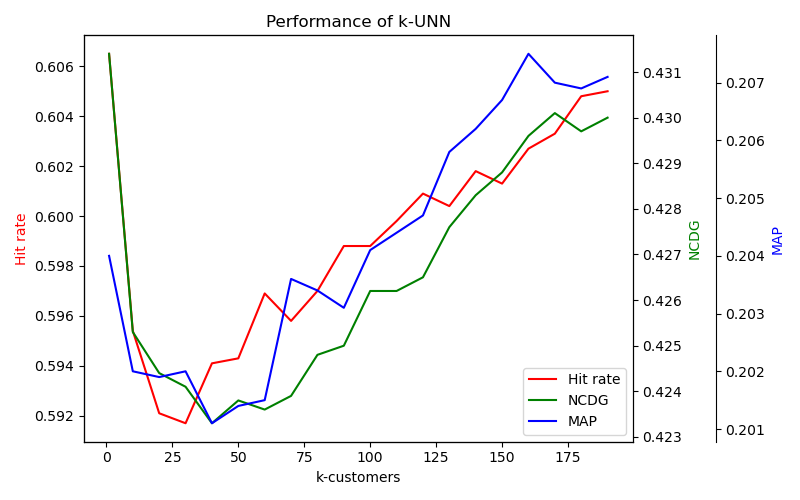 Performance of k-UNN
0.606
0.604
0.602
0.600
0.598
0.596
0.594
0.592
Hit rate
0.431
0.430
0.429
0.428
0.427
0.426
0.425
0.424
0.423
NCDG
0.207
0.206
0.205
0.204
0.203
0.202
0.201
MAP
Hit rate
NCDG
MAP
0 25 50 75 100 125 150 175
k-customers